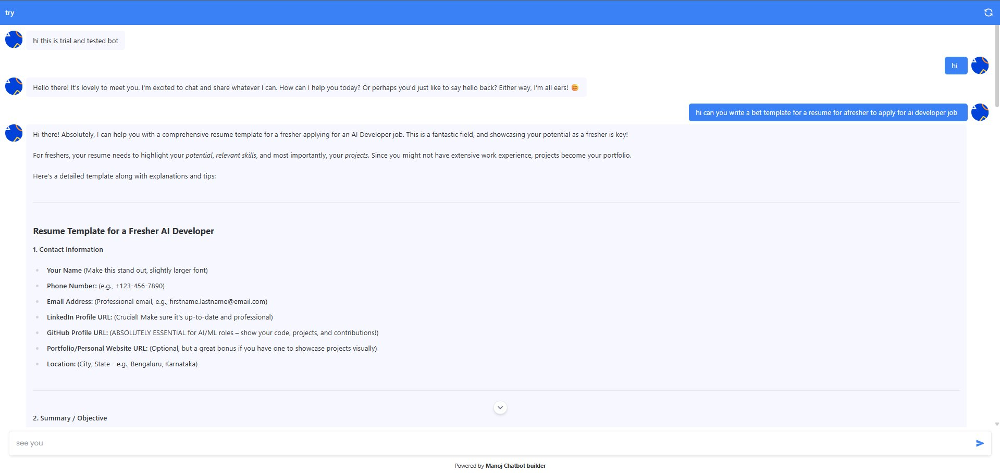 try
hi this is trial and tested bot
hi
Hello there! It's lovely to meet you. I'm excited to chat and share whatever I can. How can I help you today? Or perhaps you'd just like to say hello back? Either way, I'm all ears! 😊
hi can you write a bet template for a resume for afresher to apply for ai developer job
Hi there! Absolutely, I can help you with a comprehensive resume template for a fresher applying for an AI Developer job. This is a fantastic field, and showcasing your potential as a fresher is key!
For freshers, your resume needs to highlight your potential, relevant skills, and most importantly, your projects. Since you might not have extensive work experience, projects become your portfolio.
Here's a detailed template along with explanations and tips:
Resume Template for a Fresher AI Developer
1. Contact Information
Your Name (Make this stand out, slightly larger font)
Phone Number: (e.g., +123-456-7890)
Email Address: (Professional email, e.g., firstname.lastname@email.com)
LinkedIn Profile URL: (Crucial! Make sure it's up-to-date and professional)
GitHub Profile URL: (ABSOLUTELY ESSENTIAL for AI/ML roles – show your code, projects, and contributions!)
Portfolio/Personal Website URL: (Optional, but a great bonus if you have one to showcase projects visually)
Location: (City, State - e.g., Bengaluru, Karnataka)
2. Summary / Objective
see you
Powered by Manoj Chatbot builder